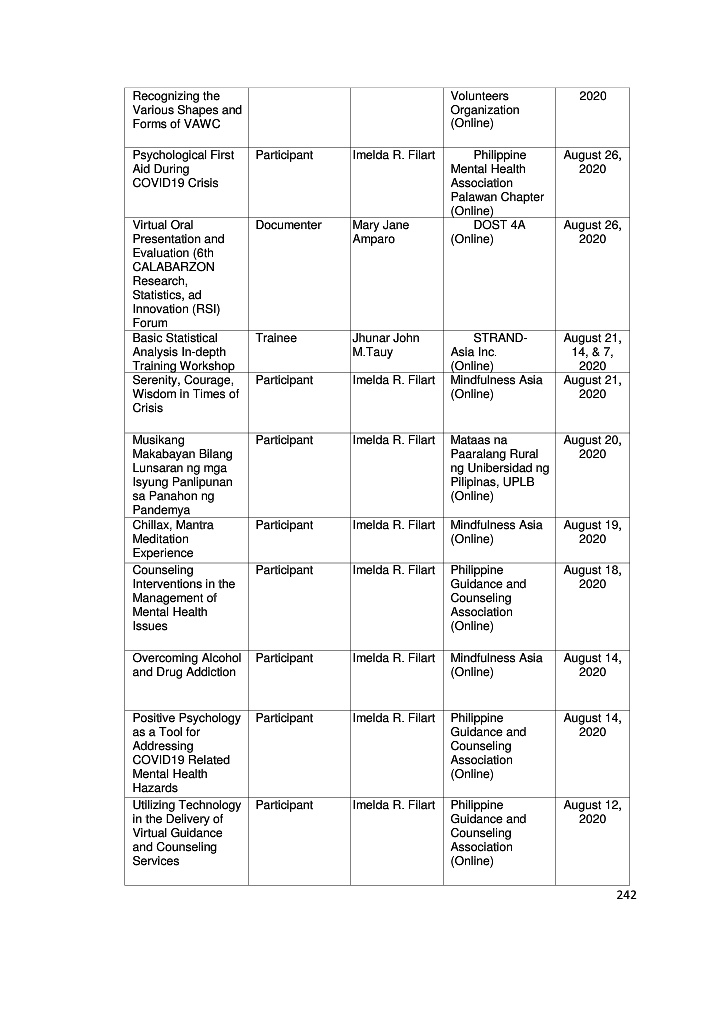 Recognizing the
Various Shapes and
Forms of VAWC
Volunteers
Organization
(Online)
2020
Psychological First
Aid During
COVID19 Crisis
Participant
Imelda R. Filart
Philippine
Mental Health
Association
Palawan Chapter
(Online)
August 26,
2020
Virtual Oral
Presentation and
Evaluation (6th
CALABARZON
Research,
Statistics, ad
Innovation (RSI)
Forum
Documenter
Mary Jane
Amparo
DOST 4A
(Online)
August 26,
2020
Basic Statistical
Analysis In-depth
Training Workshop
Trainee
Jhunar John
M.Tauy
STRAND-
Asia Inc.
(Online)
August 21,
14, & 7,
2020
Serenity, Courage,
Wisdom in Times of
Crisis
Participant
Imelda R. Filart
Mindfulness Asia
(Online)
August 21,
2020
Musikang
Makabayan Bilang
Lunsaran ng mga
Isyung Panlipunan
sa Panahon ng
Pandemya
Participant
Imelda R. Filart
Mataas na
Paaralang Rural
ng Unibersidad ng
Pilipinas, UPLB
(Online)
August 20,
2020
Chillax, Mantra
Meditation
Experience
Participant
Imelda R. Filart
Mindfulness Asia
(Online)
August 19,
2020
Counseling
Interventions in the
Management of
Mental Health
Issues
Participant
Imelda R. Filart
Philippine
Guidance and
Counseling
Association
(Online)
August 18,
2020
Overcoming Alcohol
and Drug Addiction
Participant
Imelda R. Filart
Mindfulness Asia
(Online)
August 14,
2020
Positive Psychology
as a Tool for
Addressing
COVID19 Related
Mental Health
Hazards
Participant
Imelda R. Filart
Philippine
Guidance and
Counseling
Association
(Online)
August 14,
2020
Utilizing Technology
in the Delivery of
Virtual Guidance
and Counseling
Services
Participant
Imelda R. Filart
Philippine
Guidance and
Counseling
Association
(Online)
August 12,
2020
242